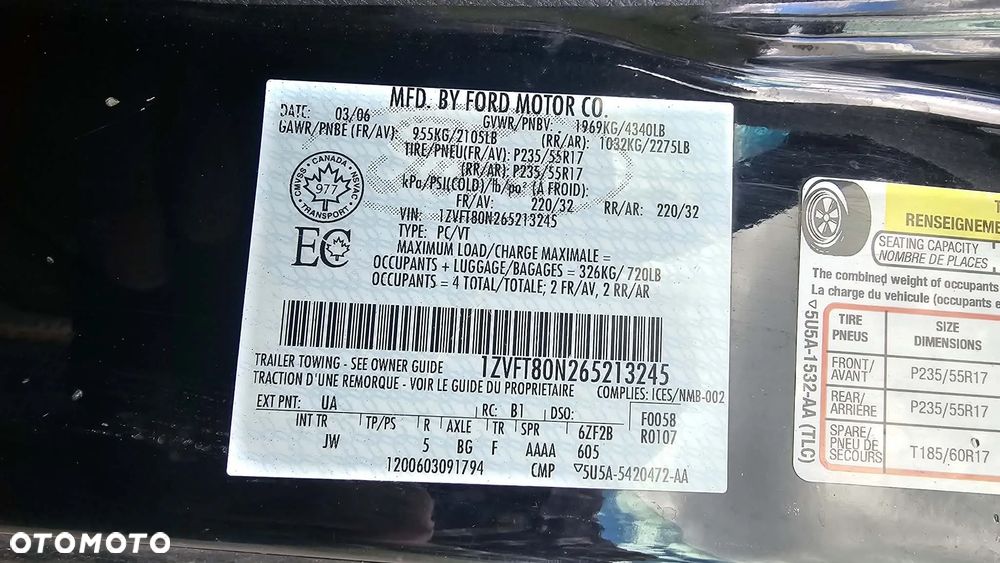 MFD. BY FORD MOTOR CO.
DATE: 03/06 GVWR/PNBV- 1969KG/4340LB
GAWR/PNBE (FR/AV): 955KG/2105LB (RR/AR): 1032KG/2275LB
TIRE/PNEU(FR/AV): P235/55R17
(RR/AR): P235/55R17
kPa/PSI(COLD)/lb/po² (À FROID):
FR/AV: 220/32 RR/AR: 220/32
VIN: 1ZVFT80N265213245
TYPE: PC/VT
MAXIMUM LOAD/CHARGE MAXIMALE =
OCCUPANTS + LUGGAGE/BAGAGES = 326KG/ 720LB
OCCUPANTS = 4 TOTAL/TOTALE; 2 FR/AV, 2 RR/AR
CANADA
CMVSS 977 NSVAC
TRANSPORT
EC
1ZVFT80N265213245
TRAILER TOWING - SEE OWNER GUIDE
TRACTION D'UNE REMORQUE - VOIR LE GUIDE DU PROPRIETAIRE
COMPLIES: ICES/NMB-002
EXT PNT: UA RC: B1 DSO: F0058
INT TR TP/PS R AXLE TR SPR 6ZF2B R0107
JW 5 BG F AAAA 605
1200603091794 CMP ▽5U5A-5420472-AA
RENSEIGNEME
SEATING CAPACITY
NOMBRE DE PLACES
The combined weight of occupants
La charge du véhicule (occupants e
▽5U5A-1532-AA (TLC)
TIRE
PNEUS
SIZE
DIMENSIONS
FRONT/
AVANT
P235/55R17
REAR/
ARRIÈRE
P235/55R17
SPARE/
PNEU DE
SECOURS
T185/60R17
OTOMOTO